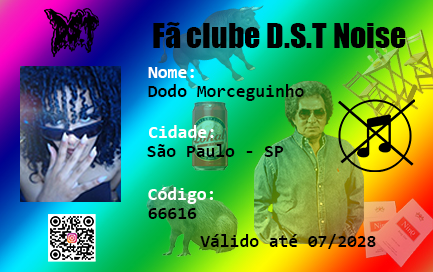 Fã clube D.S.T Noise
Nome:
Dodo Morceguinho
Cidade:
São Paulo - SP
Código:
66616
Válido até 07/2028